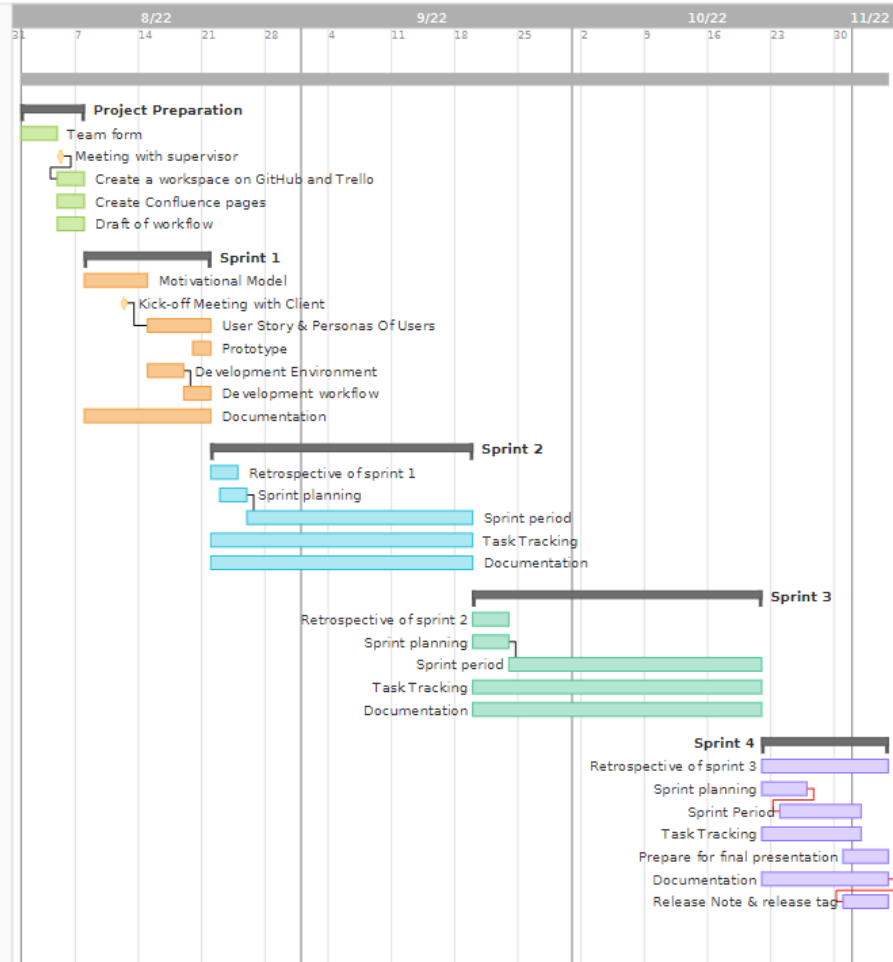 8/22 9/22 10/22 11/22
31 7 14 21 28 4 11 18 25 2 9 16 23 30
Project Preparation
Team form
Meeting with supervisor
Create a workspace on GitHub and Trello
Create Confluence pages
Draft of workflow
Sprint 1
Motivational Model
Kick-off Meeting with Client
User Story & Personas Of Users
Prototype
Development Environment
Development workflow
Documentation
Sprint 2
Retrospective of sprint 1
Sprint planning
Sprint period
Task Tracking
Documentation
Sprint 3
Retrospective of sprint 2
Sprint planning
Sprint period
Task Tracking
Documentation
Sprint 4
Retrospective of sprint 3
Sprint planning
Sprint Period
Task Tracking
Prepare for final presentation
Documentation
Release Note & release tag